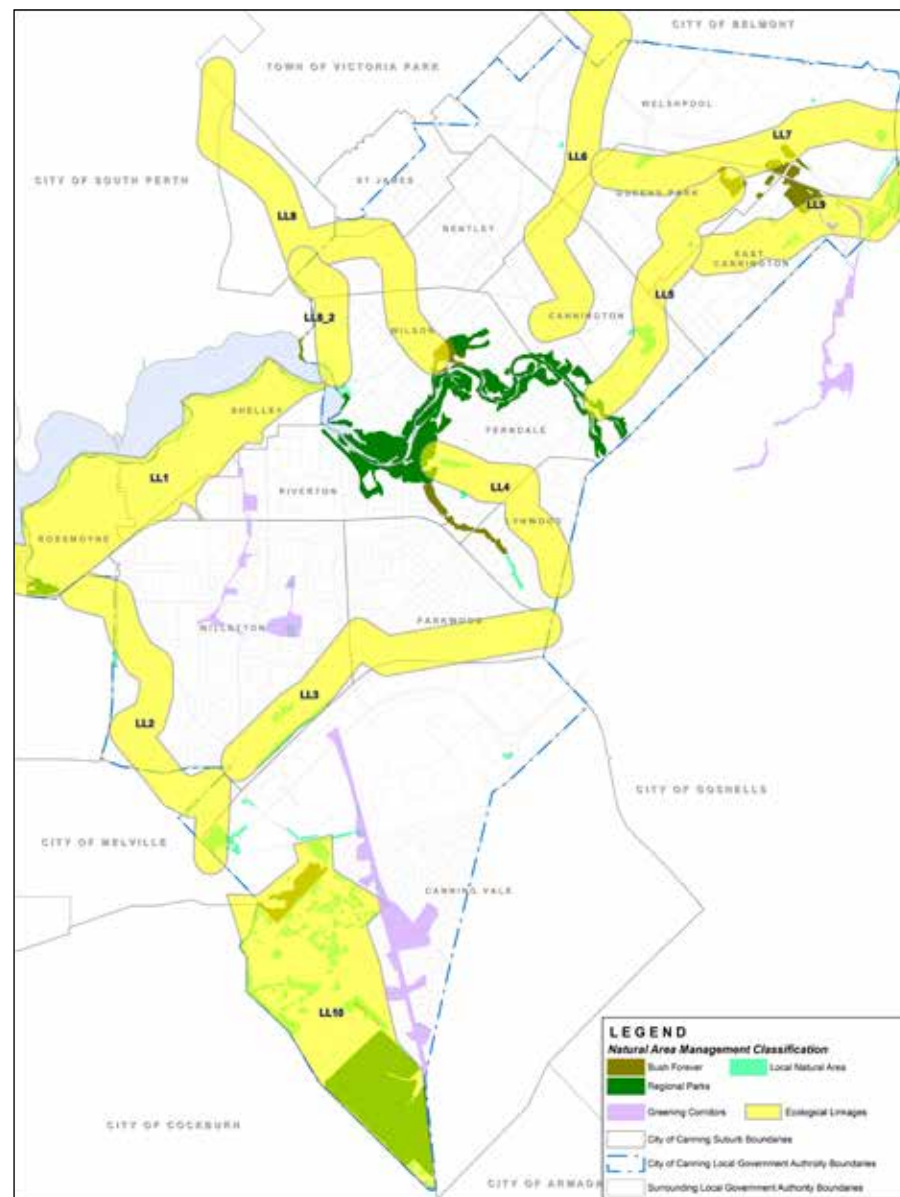 CITY OF BELMONT
TOWN OF VICTORIA PARK
WELSHPOOL
LL7
LL6
CITY OF SOUTH PERTH
ST JAMES
QUEENS PARK
LL9
LL8
BENTLEY
EAST CANNINGTON
LL5
LL8_2
WILSON
CANNINGTON
SHELLEY
FERNDALE
LL1
RIVERTON
LL4
LYNWOOD
ROSSMOYNE
WILLETTON
PARKWOOD
LL3
LL2
CITY OF GOSNELLS
CITY OF MELVILLE
CANNING VALE
LL10
CITY OF COCKBURN
CITY OF ARMAD
LEGEND
Natural Area Management Classification
Bush Forever Local Natural Area
Regional Parks
Greening Corridors Ecological Linkages
City of Canning Suburb Boundaries
City of Canning Local Government Authority Boundaries
Surrounding Local Government Authority Boundaries